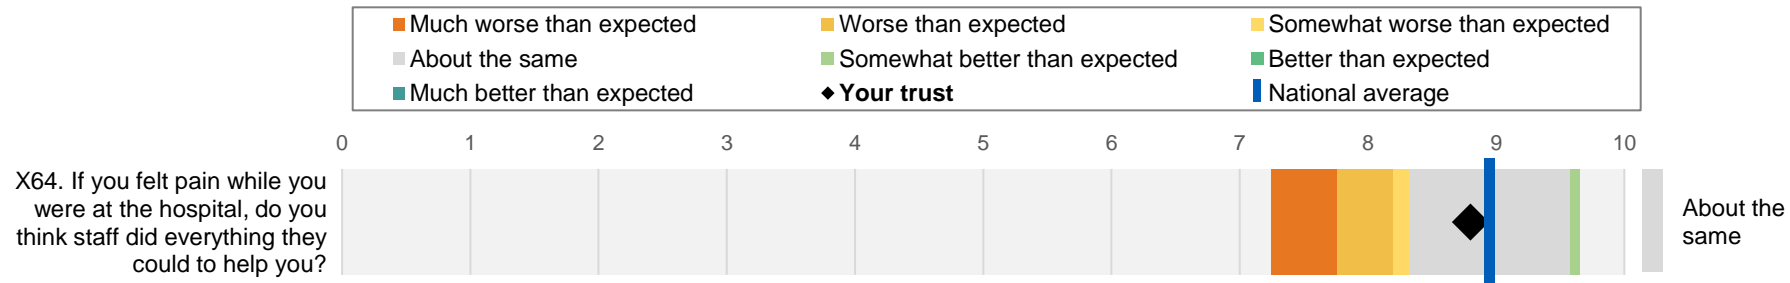 Much worse than expected
Worse than expected
Somewhat worse than expected
About the same
Somewhat better than expected
Better than expected
Much better than expected
Your trust
National average
0 1 2 3 4 5 6 7 8 9 10
X64. If you felt pain while you
were at the hospital, do you
think staff did everything they
could to help you?
About the
same